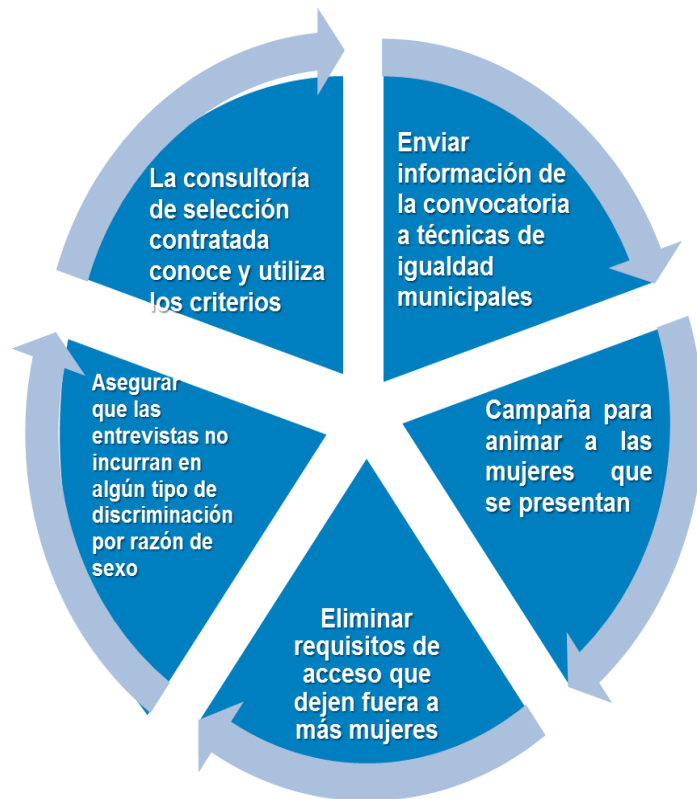 Enviar
información de
la convocatoria
a técnicas de
igualdad
municipales
Campaña para
animar a las
mujeres que
se presentan
Eliminar
requisitos de
acceso que
dejen fuera a
más mujeres
Asegurar
que las
entrevistas no
incurran en
algún tipo de
discriminación
por razón de
sexo
La consultoría
de selección
contratada
conoce y utiliza
los criterios